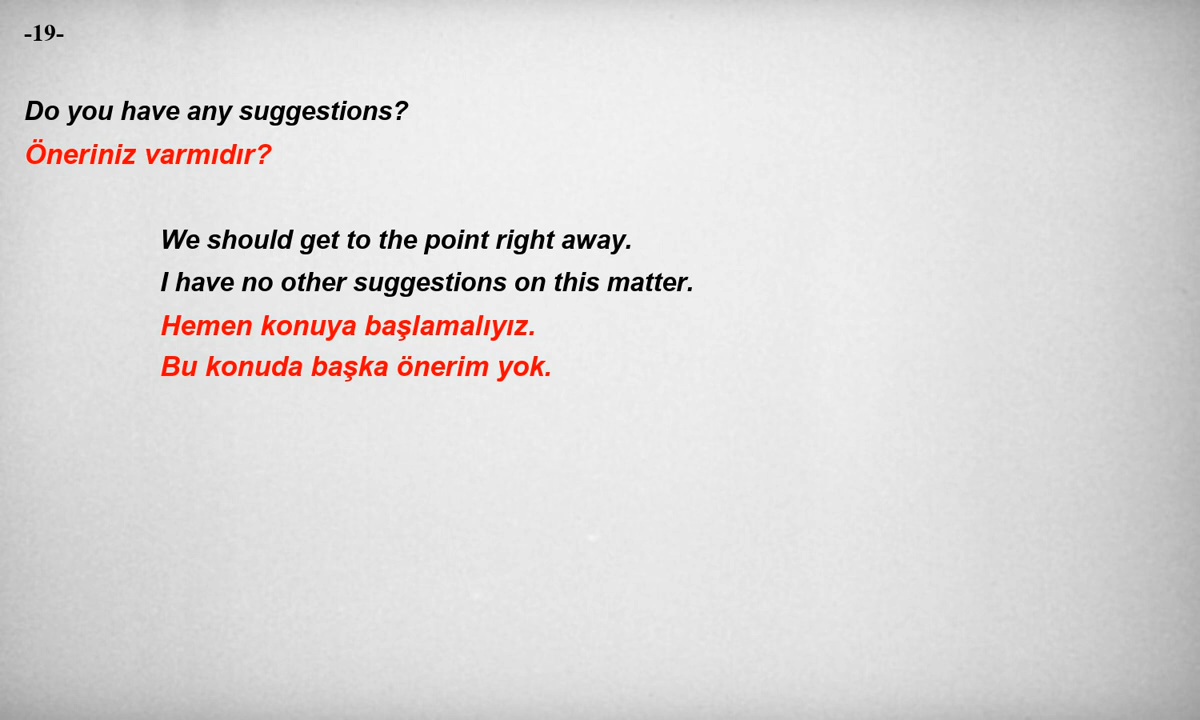 -19-
Do you have any suggestions?
Öneriniz varmıdır?
We should get to the point right away.
I have no other suggestions on this matter.
Hemen konuya başlamalıyız.
Bu konuda başka önerim yok.